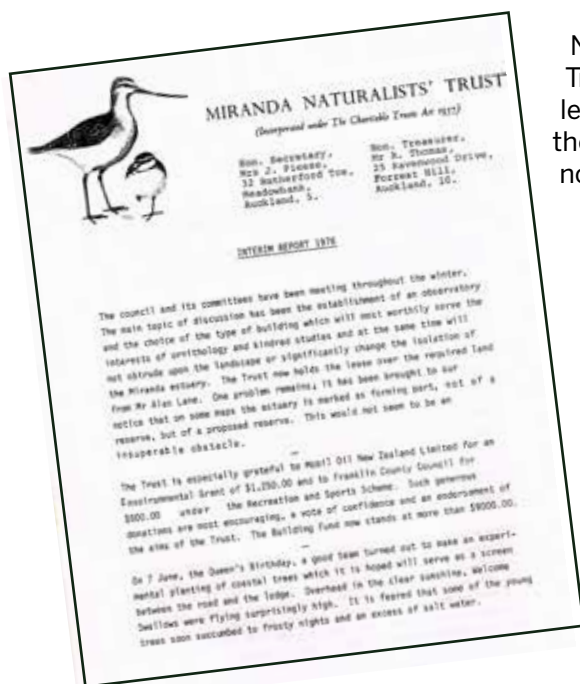 MIRANDA NATURALISTS' TRUST
(Incorporated under The Charitable Trusts Act 1957)
Hon. Secretary,
Mrs J. Piesse,
32 Rutherford Tce,
Meadowbank,
Auckland, 5.
Hon. Treasurer,
Mr R. Thomas,
25 Ravenwood Drive,
Forrest Hill,
Auckland, 10.
INTERIM REPORT 1976
The council and its committees have been meeting throughout the winter.
The main topic of discussion has been the establishment of an observatory
and the choice of the type of building which will most worthily serve the
interests of ornithology and kindred studies and at the same time will
not obtrude upon the landscape or significantly change the isolation of
the Miranda estuary. The Trust now holds the lease over the required land
from Mr Alan Lane. One problem remains; it has been brought to our
notice that on some maps the estuary is marked as forming part, not of a
reserve, but of a proposed reserve. This would not seem to be an
insuperable obstacle.
The Trust is especially grateful to Mobil Oil New Zealand Limited for an
Environmental Grant of $1,250.00 and to Franklin County Council for
$500.00 under the Recreation and Sports Scheme. Such generous
donations are most encouraging, a vote of confidence and an endorsement of
the aims of the Trust. The Building Fund now stands at more than $9000.00.
On 7 June, the Queen's Birthday, a good team turned out to make an experi-
mental planting of coastal trees which it is hoped will serve as a screen
between the road and the lodge. Overhead in the clear sunshine, Welcome
Swallows were flying surprisingly high. It is feared that some of the young
trees soon succumbed to frosty nights and an excess of salt water.
N
T
le
the
no